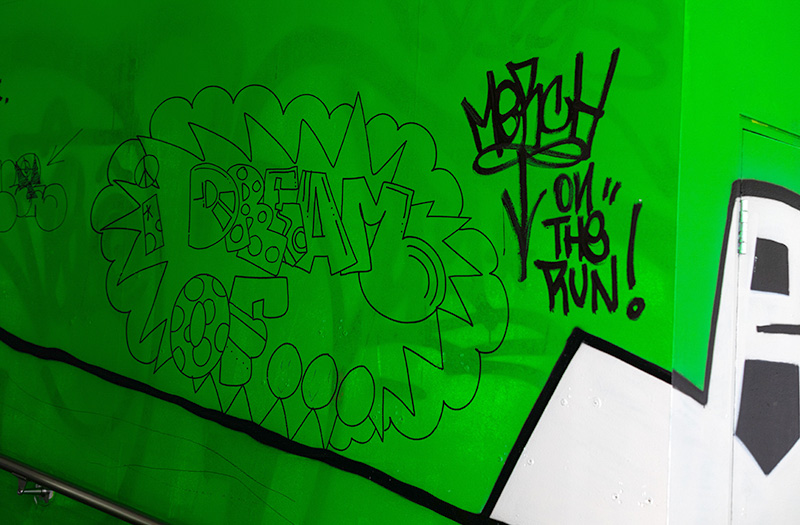 DREAM
OF
MERCH
ON"
THE
RUN!